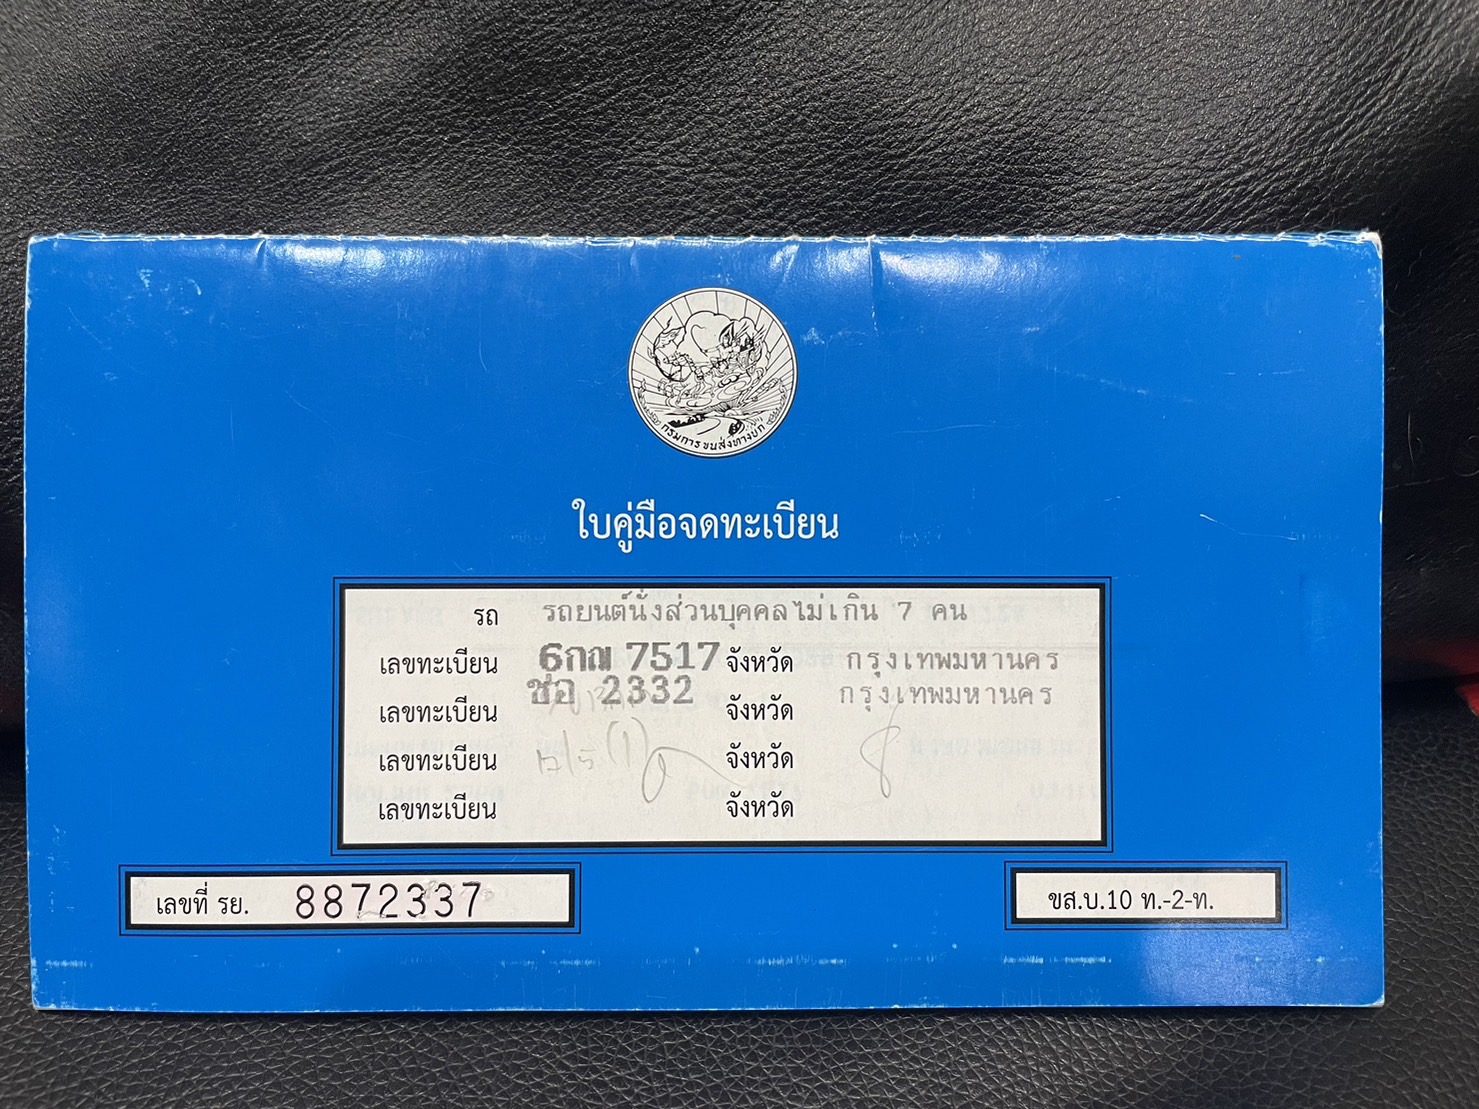 กรมการขนส่งทางบก
ใบคู่มือจดทะเบียน
รถ รถยนต์นั่งส่วนบุคคลไม่เกิน 7 คน
เลขทะเบียน 6กญ 7517 จังหวัด กรุงเทพมหานคร
เลขทะเบียน ชอ 2332 จังหวัด กรุงเทพมหานคร
เลขทะเบียน จังหวัด
เลขทะเบียน จังหวัด
เลขที่ รย. 8872337
ขส.บ.10 ท.-2-ท.